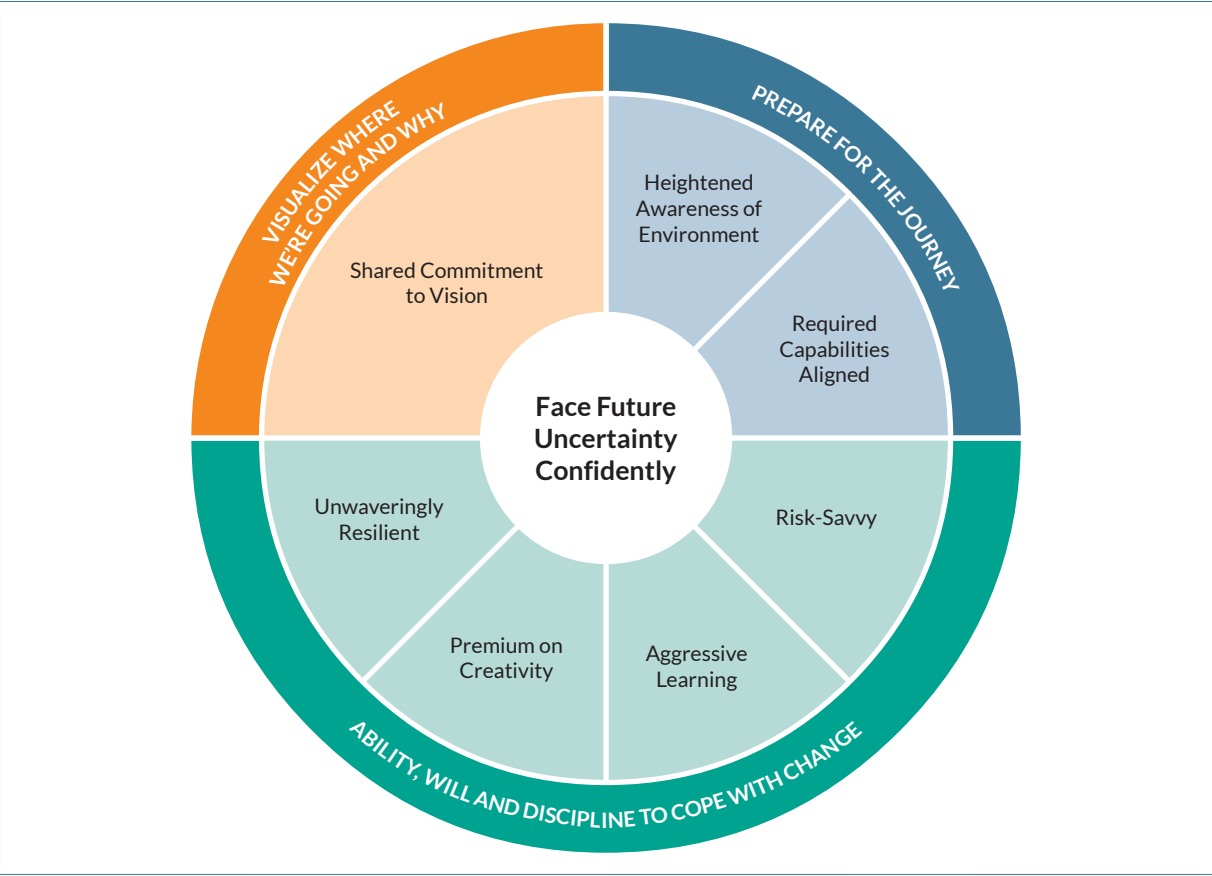 VISUALIZE WHERE
WE'RE GOING AND WHY
PREPARE FOR THE JOURNEY
Heightened
Awareness of
Environment
Shared Commitment
to Vision
Required
Capabilities
Aligned
Face Future
Uncertainty
Confidently
Unwaveringly
Resilient
Risk-Savvy
Premium on
Creativity
Aggressive
Learning
ABILITY, WILL AND DISCIPLINE TO COPE WITH CHANGE